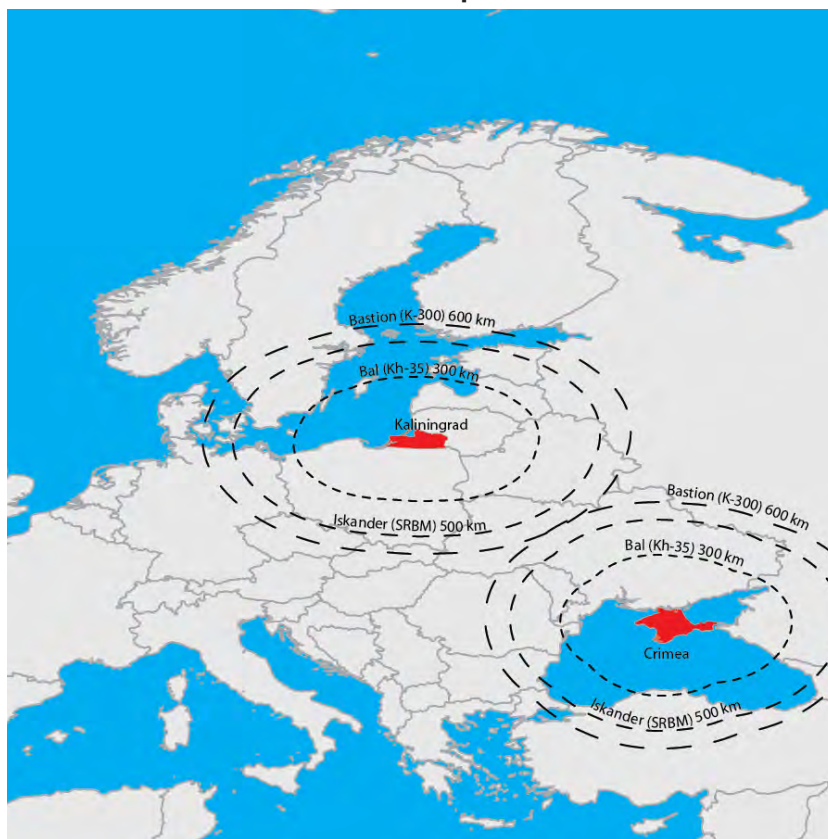 Bastion (K-300) 600 km
Bal (Kh-35) 300 km
Kaliningrad
Iskander (SRBM) 500 km
Bastion (K-300) 600 km
Bal (Kh-35) 300 km
Crimea
Iskander (SRBM) 500 km